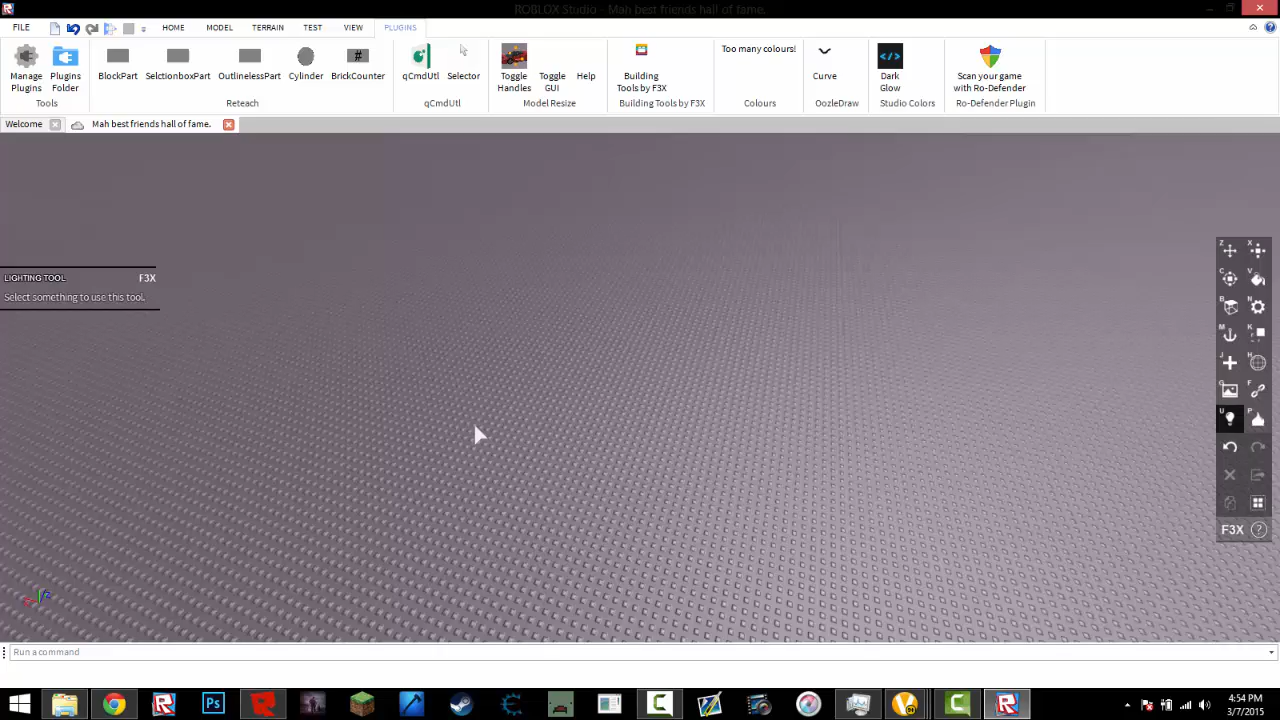 ROBLOX Studio - Mah best friends hall of fame.
FILE HOME MODEL TERRAIN TEST VIEW PLUGINS
Manage Plugins
Plugins Folder
BlockPart SelctionboxPart OutlinelessPart Cylinder BrickCounter
qCmdUtl Selector
Toggle Handles
Toggle GUI
Help
Building Tools by F3X
Too many colours!
Curve
Dark Glow
Scan your game with Ro-Defender
Tools Reteach qCmdUtl Model Resize Building Tools by F3X Colours OozleDraw Studio Colors Ro-Defender Plugin
Welcome Mah best friends hall of fame.
LIGHTING TOOL F3X
Select something to use this tool.
Z X
C V
B N
M K
J H
G F
U P
F3X ?
Run a command
Ps
4:54 PM
3/7/2015